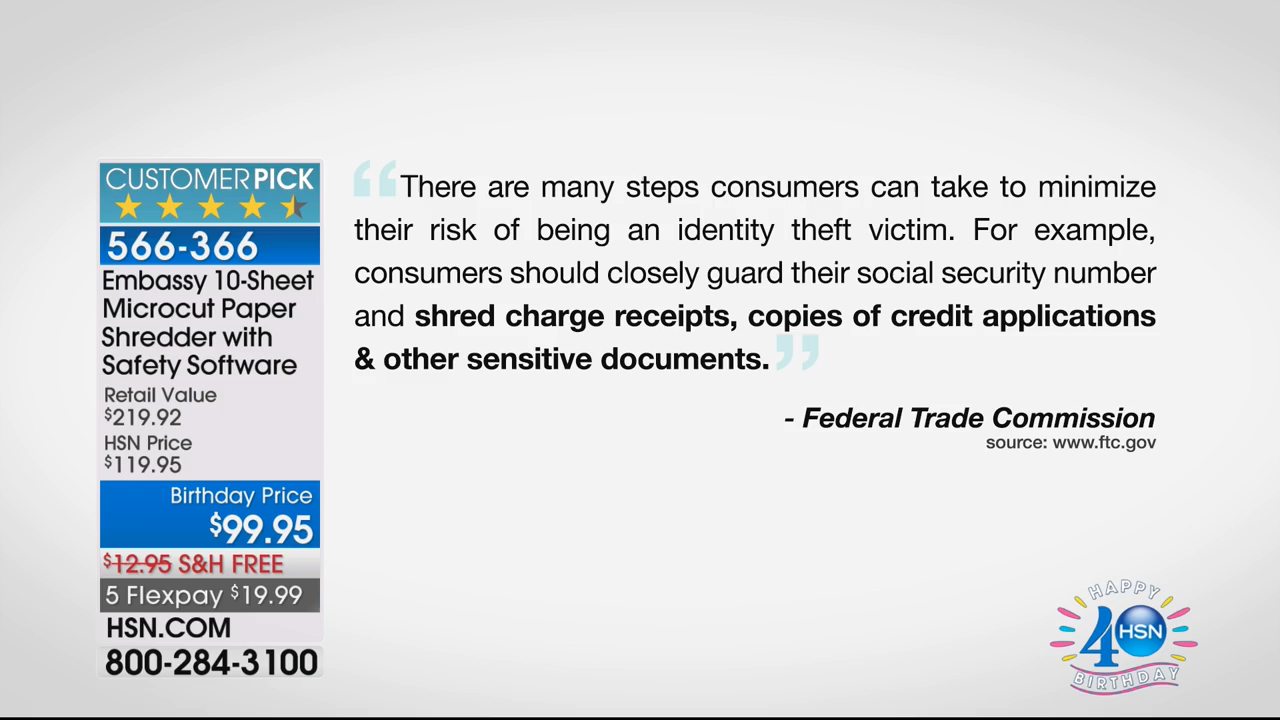 CUSTOMERPICK
566-366
Embassy 10-Sheet
Microcut Paper
Shredder with
Safety Software
Retail Value
$219.92
HSN Price
$119.95
Birthday Price
$99.95
$12.95 S&H FREE
5 Flexpay $19.99
HSN.COM
800-284-3100
“There are many steps consumers can take to minimize
their risk of being an identity theft victim. For example,
consumers should closely guard their social security number
and shred charge receipts, copies of credit applications
& other sensitive documents.”
- Federal Trade Commission
source: www.ftc.gov
HAPPY
40 HSN
BIRTHDAY